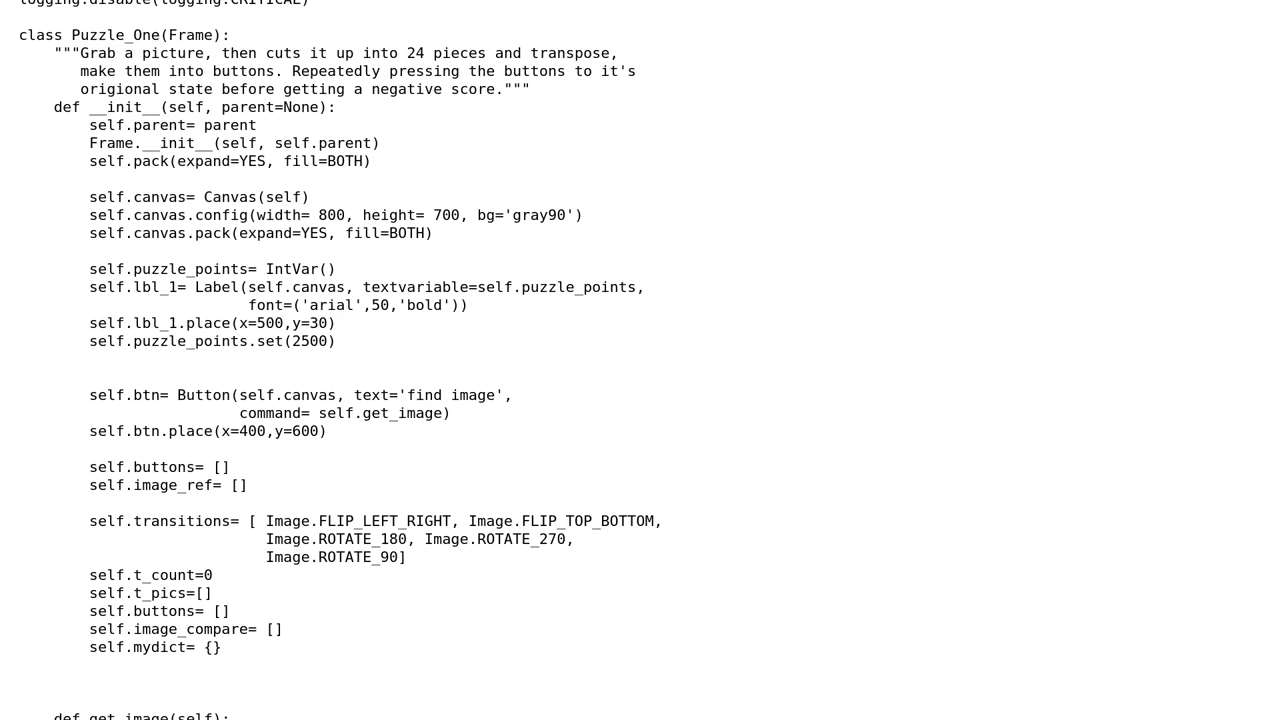 logging.disable(logging.CRITICAL)
class Puzzle_One(Frame):
"""Grab a picture, then cuts it up into 24 pieces and transpose,
make them into buttons. Repeatedly pressing the buttons to it's
origional state before getting a negative score."""
def __init__(self, parent=None):
self.parent= parent
Frame.__init__(self, self.parent)
self.pack(expand=YES, fill=BOTH)
self.canvas= Canvas(self)
self.canvas.config(width= 800, height= 700, bg='gray90')
self.canvas.pack(expand=YES, fill=BOTH)
self.puzzle_points= IntVar()
self.lbl_1= Label(self.canvas, textvariable=self.puzzle_points,
font=('arial',50,'bold'))
self.lbl_1.place(x=500,y=30)
self.puzzle_points.set(2500)
self.btn= Button(self.canvas, text='find image',
command= self.get_image)
self.btn.place(x=400,y=600)
self.buttons= []
self.image_ref= []
self.transitions= [ Image.FLIP_LEFT_RIGHT, Image.FLIP_TOP_BOTTOM,
Image.ROTATE_180, Image.ROTATE_270,
Image.ROTATE_90]
self.t_count=0
self.t_pics=[]
self.buttons= []
self.image_compare= []
self.mydict= {}
def get_image(self):